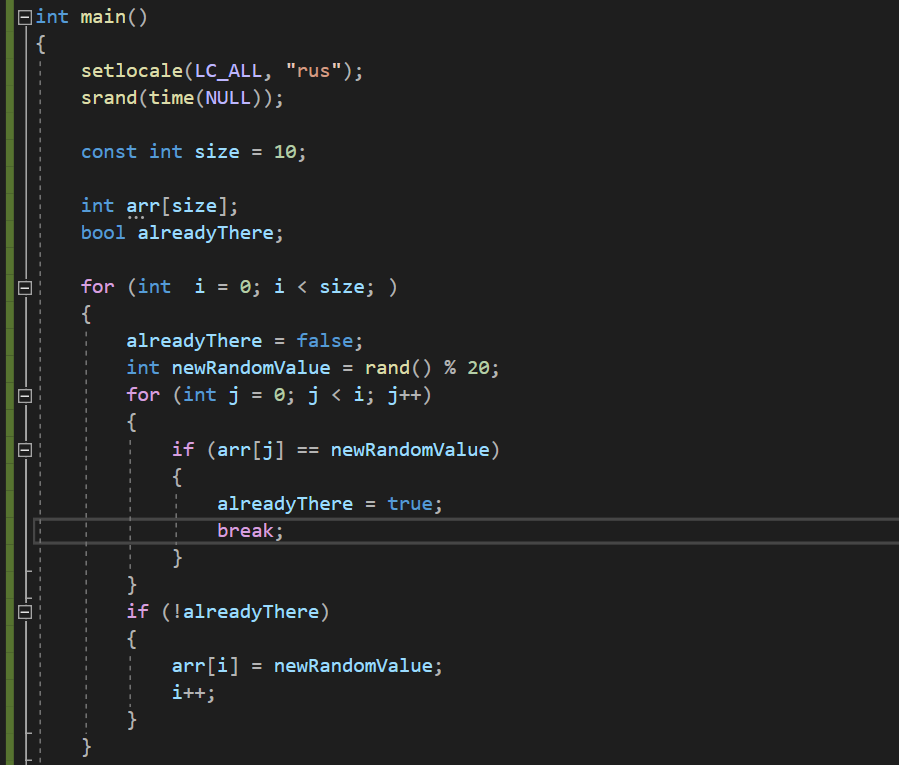 int main()
{
    setlocale(LC_ALL, "rus");
    srand(time(NULL));

    const int size = 10;

    int arr[size];
    bool alreadyThere;

    for (int  i = 0; i < size; )
    {
        alreadyThere = false;
        int newRandomValue = rand() % 20;
        for (int j = 0; j < i; j++)
        {
            if (arr[j] == newRandomValue)
            {
                alreadyThere = true;
                break;
            }
        }
        if (!alreadyThere)
        {
            arr[i] = newRandomValue;
            i++;
        }
    }